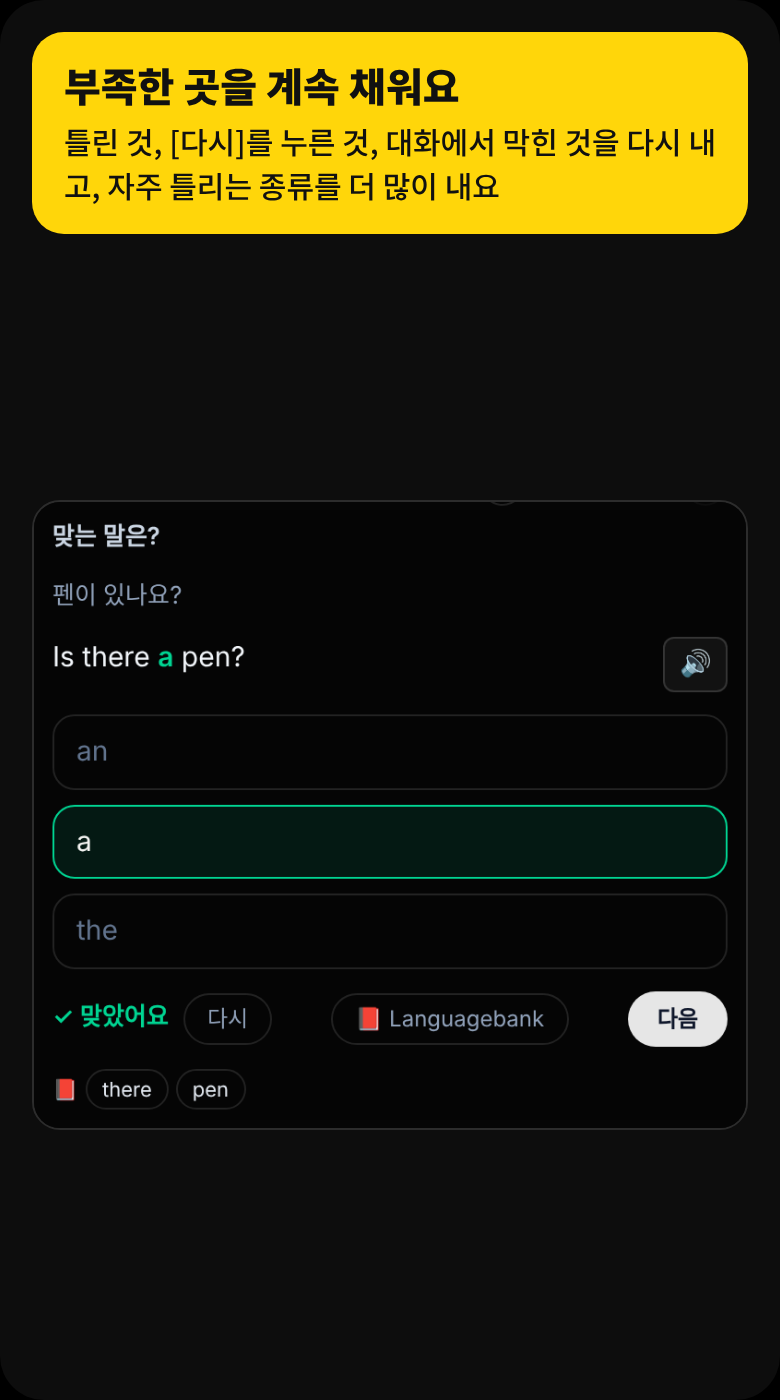 부족한 곳을 계속 채워요
틀린 것, [다시]를 누른 것, 대화에서 막힌 것을 다시 내
고, 자주 틀리는 종류를 더 많이 내요
맞는 말은?
펜이 있나요?
Is there a pen?
an
a
the
✓ 맞았어요 다시 Languagebank 다음
there pen